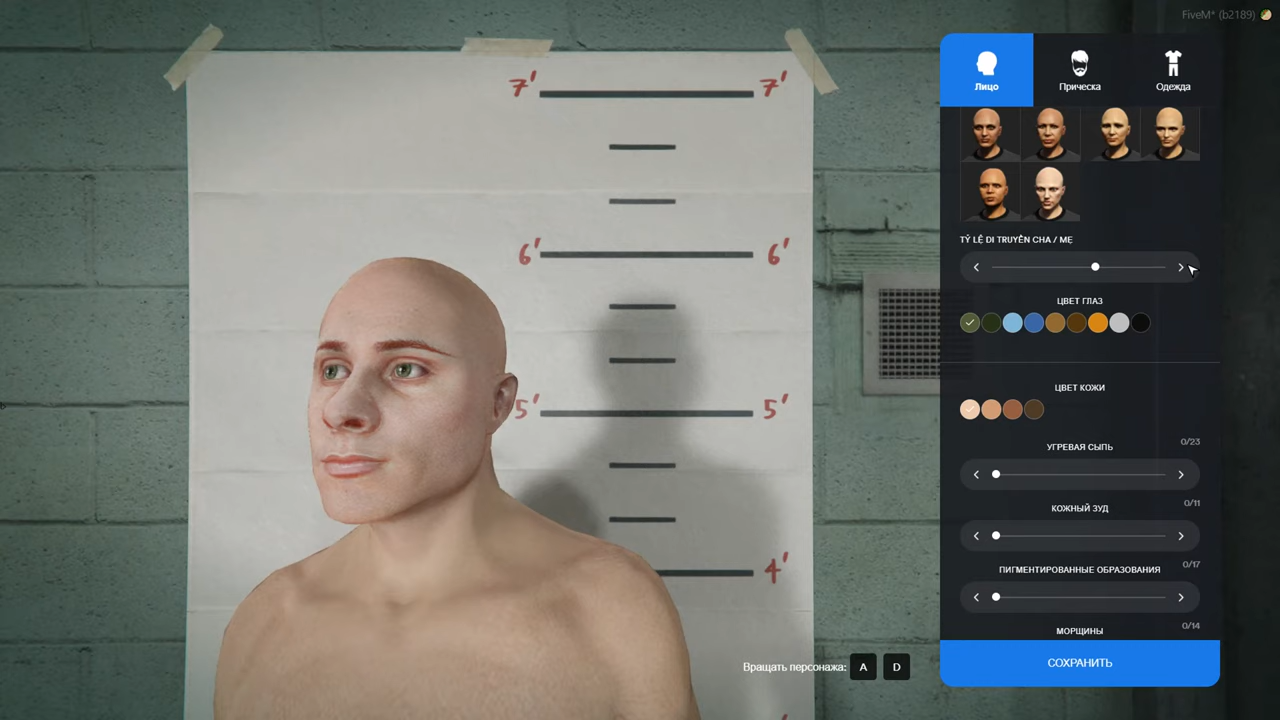 FiveM* (b2189)
Лицо
Прическа
Одежда
7' 7'
6' 6'
5' 5'
4'
TỶ LỆ DI TRUYỀN CHA / MẸ
ЦВЕТ ГЛАЗ
ЦВЕТ КОЖИ
УГРЕВАЯ СЫПЬ
0/23
КОЖНЫЙ ЗУД
0/11
ПИГМЕНТИРОВАННЫЕ ОБРАЗОВАНИЯ
0/17
МОРЩИНЫ
0/14
Вращать персонажа: A D
СОХРАНИТЬ